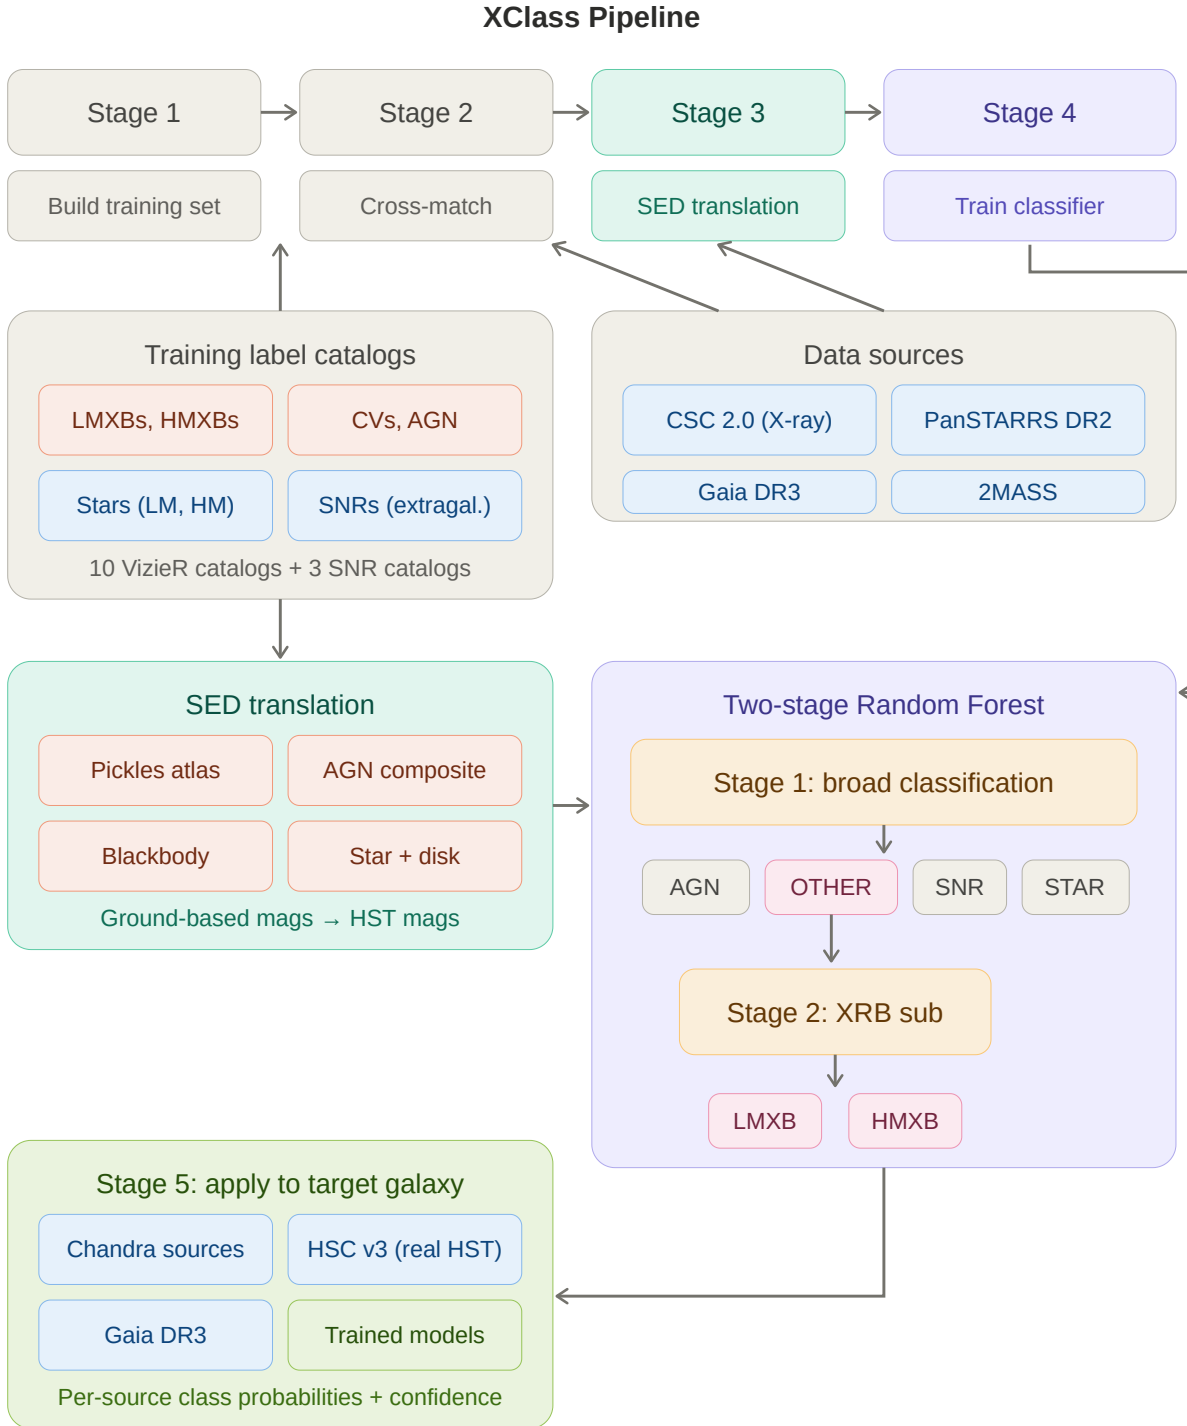 XClass Pipeline
Stage 1
Stage 2
Stage 3
Stage 4
Build training set
Cross-match
SED translation
Train classifier
Training label catalogs
LMXBs, HMXBs
CVs, AGN
Stars (LM, HM)
SNRs (extragal.)
10 VizieR catalogs + 3 SNR catalogs
Data sources
CSC 2.0 (X-ray)
PanSTARRS DR2
Gaia DR3
2MASS
SED translation
Pickles atlas
AGN composite
Blackbody
Star + disk
Ground-based mags → HST mags
Two-stage Random Forest
Stage 1: broad classification
AGN
OTHER
SNR
STAR
Stage 2: XRB sub
LMXB
HMXB
Stage 5: apply to target galaxy
Chandra sources
HSC v3 (real HST)
Gaia DR3
Trained models
Per-source class probabilities + confidence